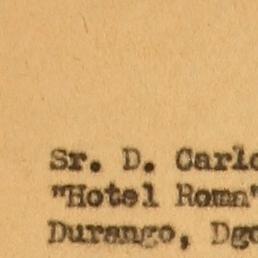 Sr. D. Carlo
"Hotel Roma"
Durango, Dgo